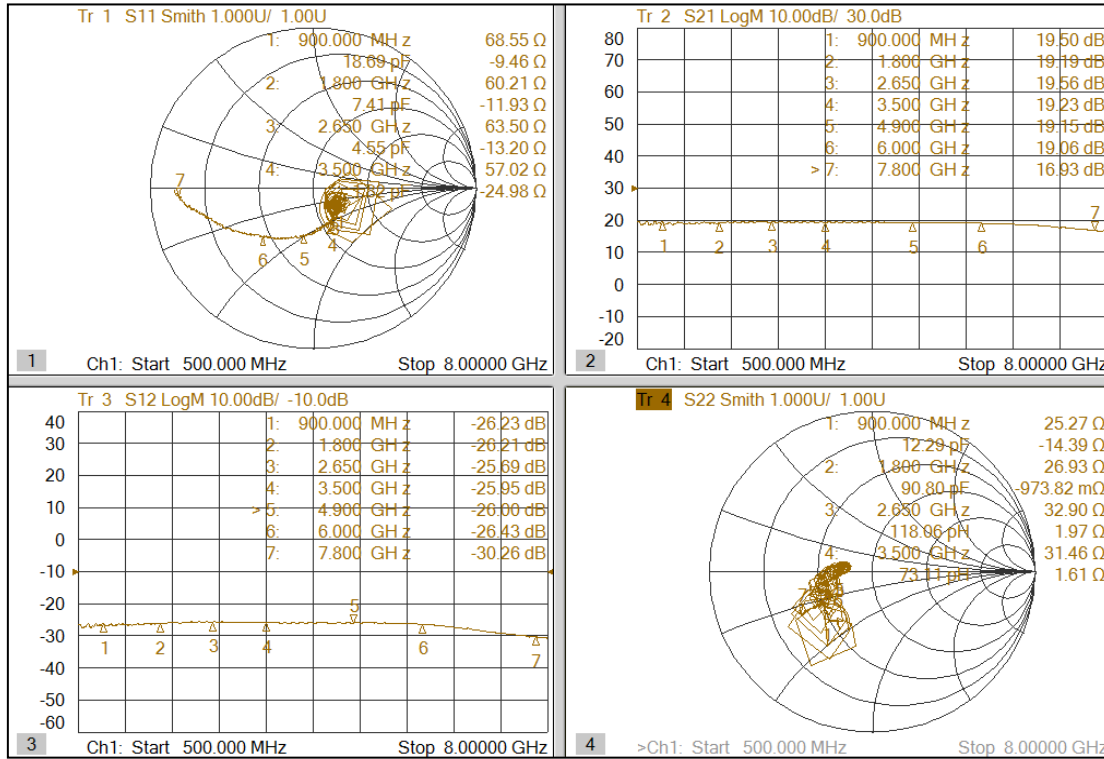 Tr 1 S11 Smith 1.000U/ 1.00U
1: 900.000 MHz 68.55 Ω
18.69 pF -9.46 Ω
2: 1.800 GHz 60.21 Ω
7.41 pF -11.93 Ω
3: 2.650 GHz 63.50 Ω
4.55 pF -13.20 Ω
4: 3.500 GHz 57.02 Ω
-24.98 Ω
7
6
5
4
1
Ch1: Start 500.000 MHz Stop 8.00000 GHz
Tr 2 S21 LogM 10.00dB/ 30.0dB
80
70
60
50
40
30
20
10
0
-10
-20
1: 900.000 MHz 19.50 dB
2: 1.800 GHz 19.19 dB
3: 2.650 GHz 19.56 dB
4: 3.500 GHz 19.23 dB
5: 4.900 GHz 19.15 dB
6: 6.000 GHz 19.06 dB
>7: 7.800 GHz 16.93 dB
1 2 3 4 5 6 7
2
Ch1: Start 500.000 MHz Stop 8.00000 GHz
Tr 3 S12 LogM 10.00dB/ -10.0dB
40
30
20
10
0
-10
-20
-30
-40
-50
-60
1: 900.000 MHz -26.23 dB
2: 1.800 GHz -26.21 dB
3: 2.650 GHz -25.69 dB
4: 3.500 GHz -25.95 dB
>5: 4.900 GHz -26.00 dB
6: 6.000 GHz -26.43 dB
7: 7.800 GHz -30.26 dB
1 2 3 4 5 6 7
3
Ch1: Start 500.000 MHz Stop 8.00000 GHz
Tr 4 S22 Smith 1.000U/ 1.00U
1: 900.000 MHz 25.27 Ω
12.29 pF -14.39 Ω
2: 1.800 GHz 26.93 Ω
90.80 pF -973.82 mΩ
3: 2.650 GHz 32.90 Ω
118.06 pH 1.97 Ω
4: 3.500 GHz 31.46 Ω
73.11 pH 1.61 Ω
4
>Ch1: Start 500.000 MHz Stop 8.00000 GHz